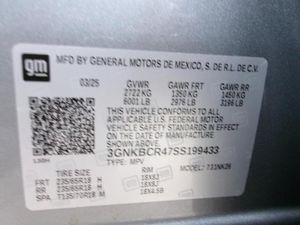 gm
MFD BY GENERAL MOTORS DE MEXICO, S. DE R.L. DE C.V.
03/25 GVWR GAWR FRT GAWR RR
2722 KG 1350 KG 1450 KG
6001 LB 2976 LB 3196 LB
THIS VEHICLE CONFORMS TO ALL
APPLICABLE U.S. FEDERAL MOTOR
VEHICLE SAFETY
STANDARDS IN EFFECT ON THE DATE
OF MANUFACTURE SHOWN ABOVE.
3GNKBCR47SS199433
TYPE: MPV MODEL:
TIRE SIZE RIM
FRT 235/65R18 H 18X8J
RR 235/65R18 H 18X8J
SPA T135/70R18 M 18X4.5B